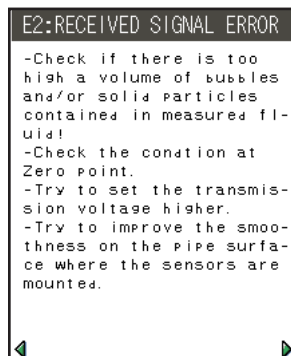 E2:RECEIVED SIGNAL ERROR
-Check if there is too
high a volume of bubbles
and/or solid particles
contained in measured fl-
uid!
-Check the condtion at
Zero point.
-Try to set the transmis-
sion voltage higher.
-Try to improve the smoo-
thness on the pipe surfa-
ce where the sensors are
mounted.